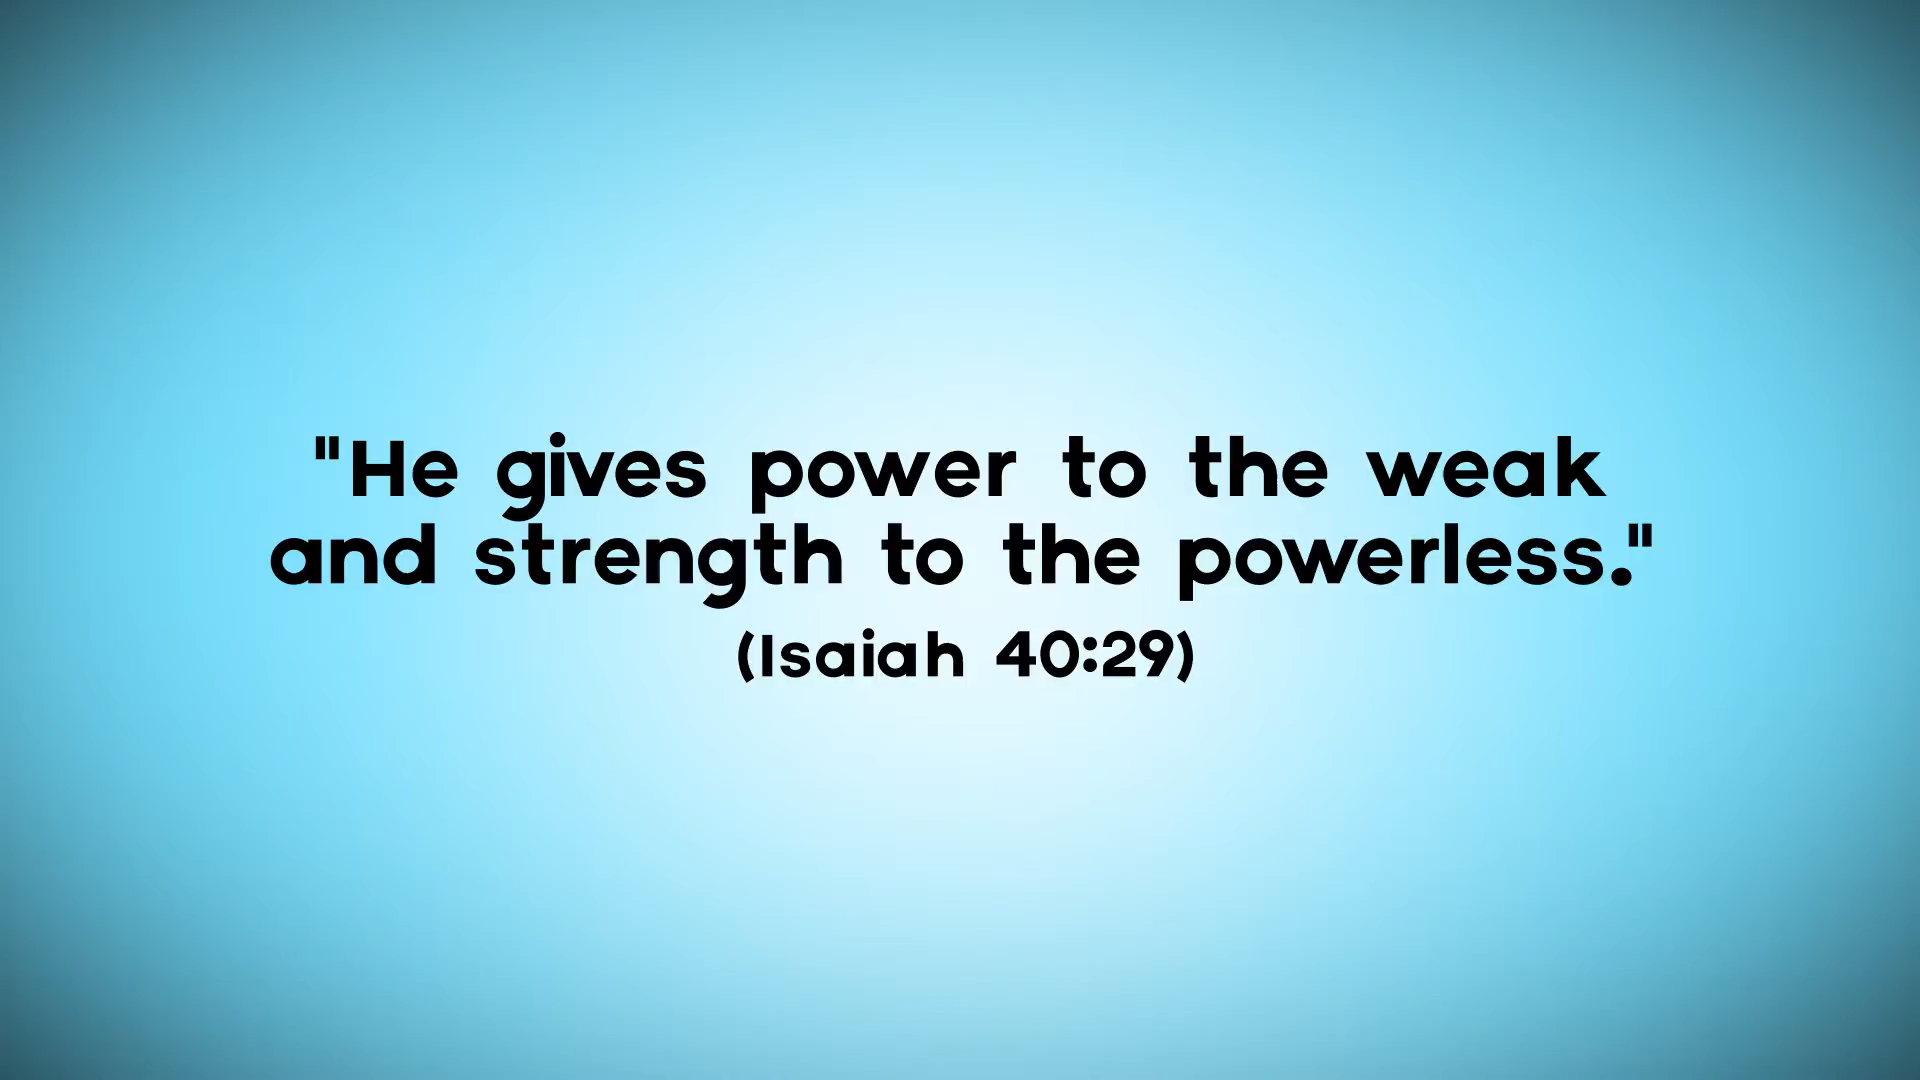 "He gives power to the weak
and strength to the powerless."
(Isaiah 40:29)